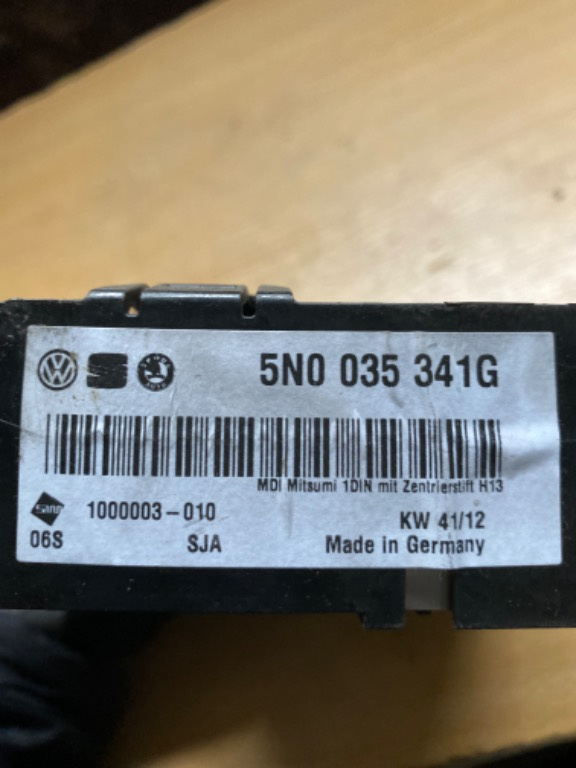 5N0 035 341G
MDI Mitsumi 1DIN mit Zentrierstift H13
1000003-010
KW 41/12
06S
SJA
Made in Germany